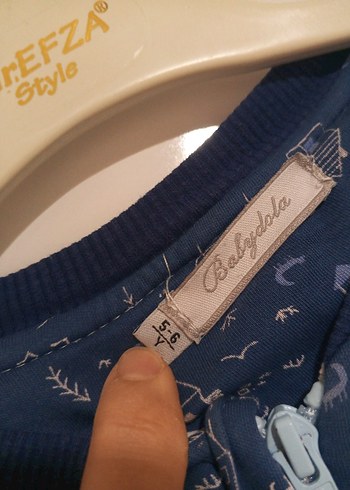 EFZA®
Style
Babydola
5-6
Y